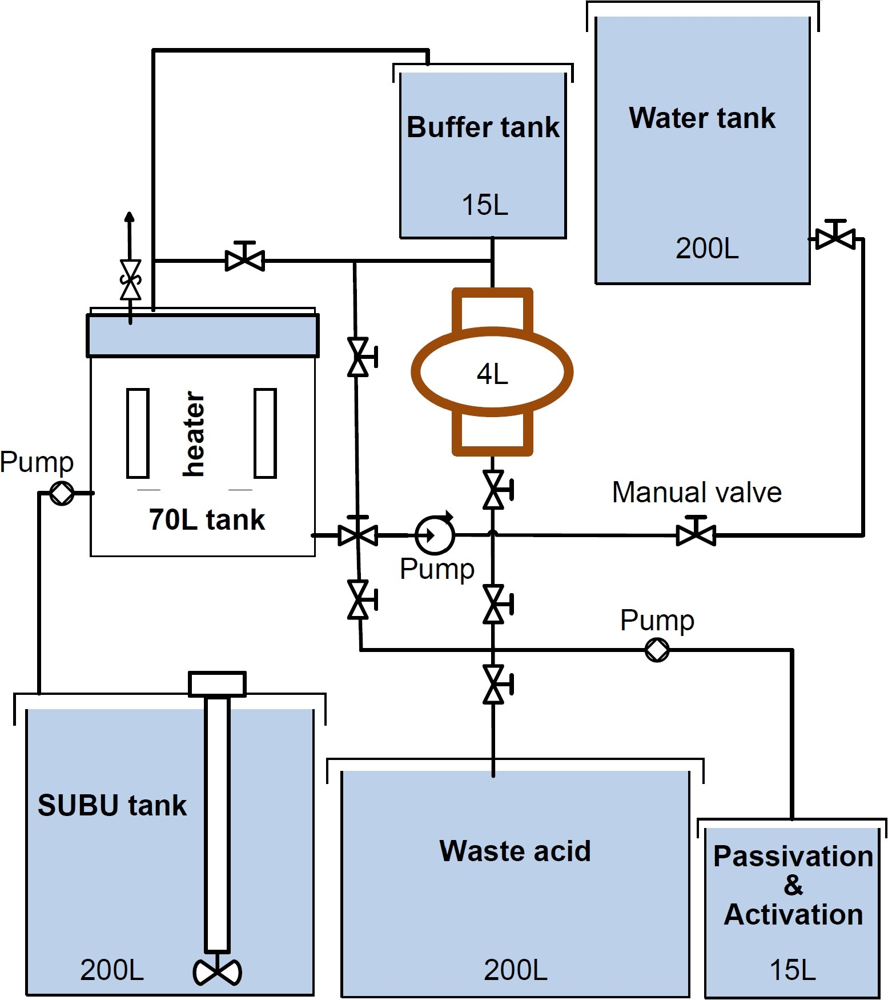 Buffer tank
15L
Water tank
200L
4L
heater
70L tank
Pump
Pump
Manual valve
Pump
SUBU tank
200L
Waste acid
200L
Passivation
&
Activation
15L